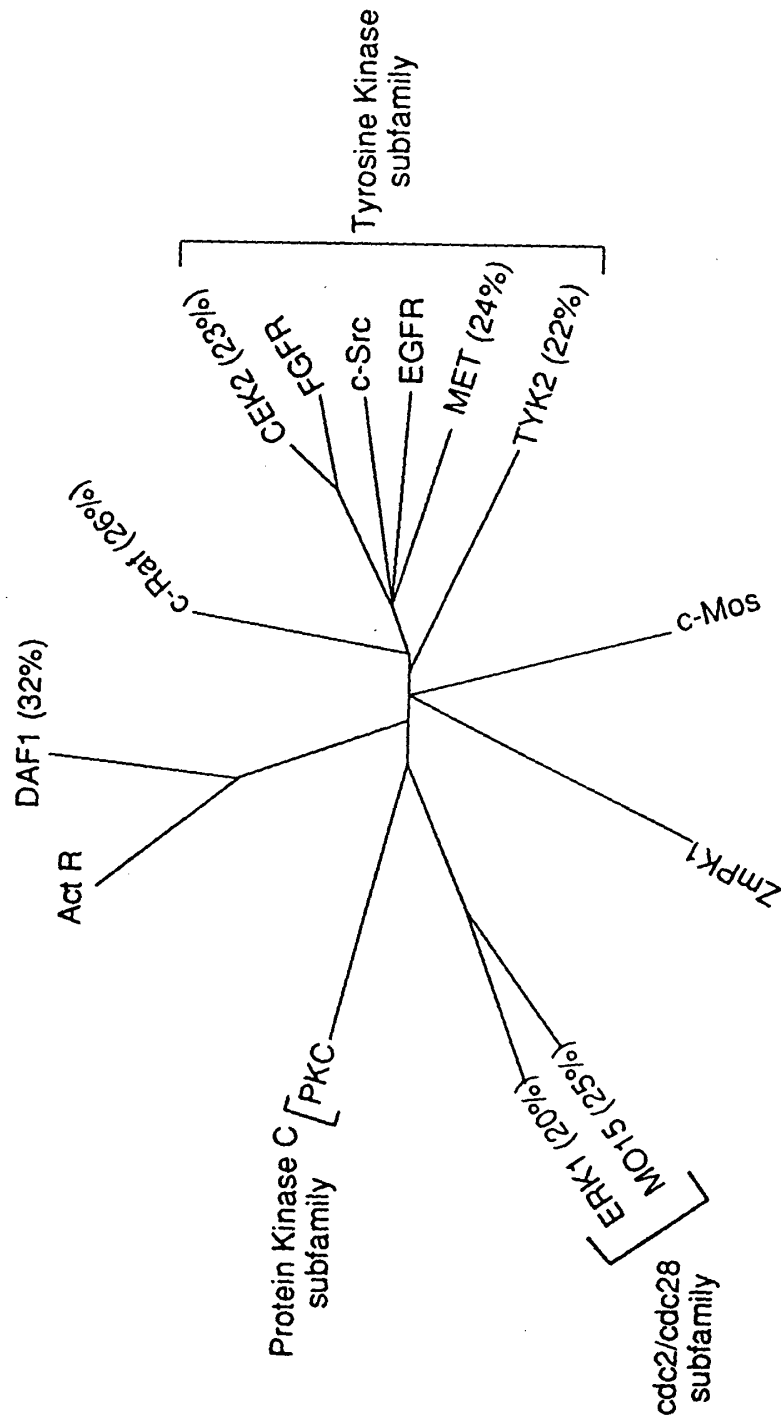 DAF1 (32%)
Act R
c-Raf (26%)
CEK2 (23%)
FGFR
c-Src
EGFR
MET (24%)
TYK2 (22%)
Tyrosine Kinase
subfamily
c-Mos
ZmPK1
Protein Kinase C
subfamily
[PKC
ERK1 (20%)
MO15 (25%)
cdc2/cdc28
subfamily